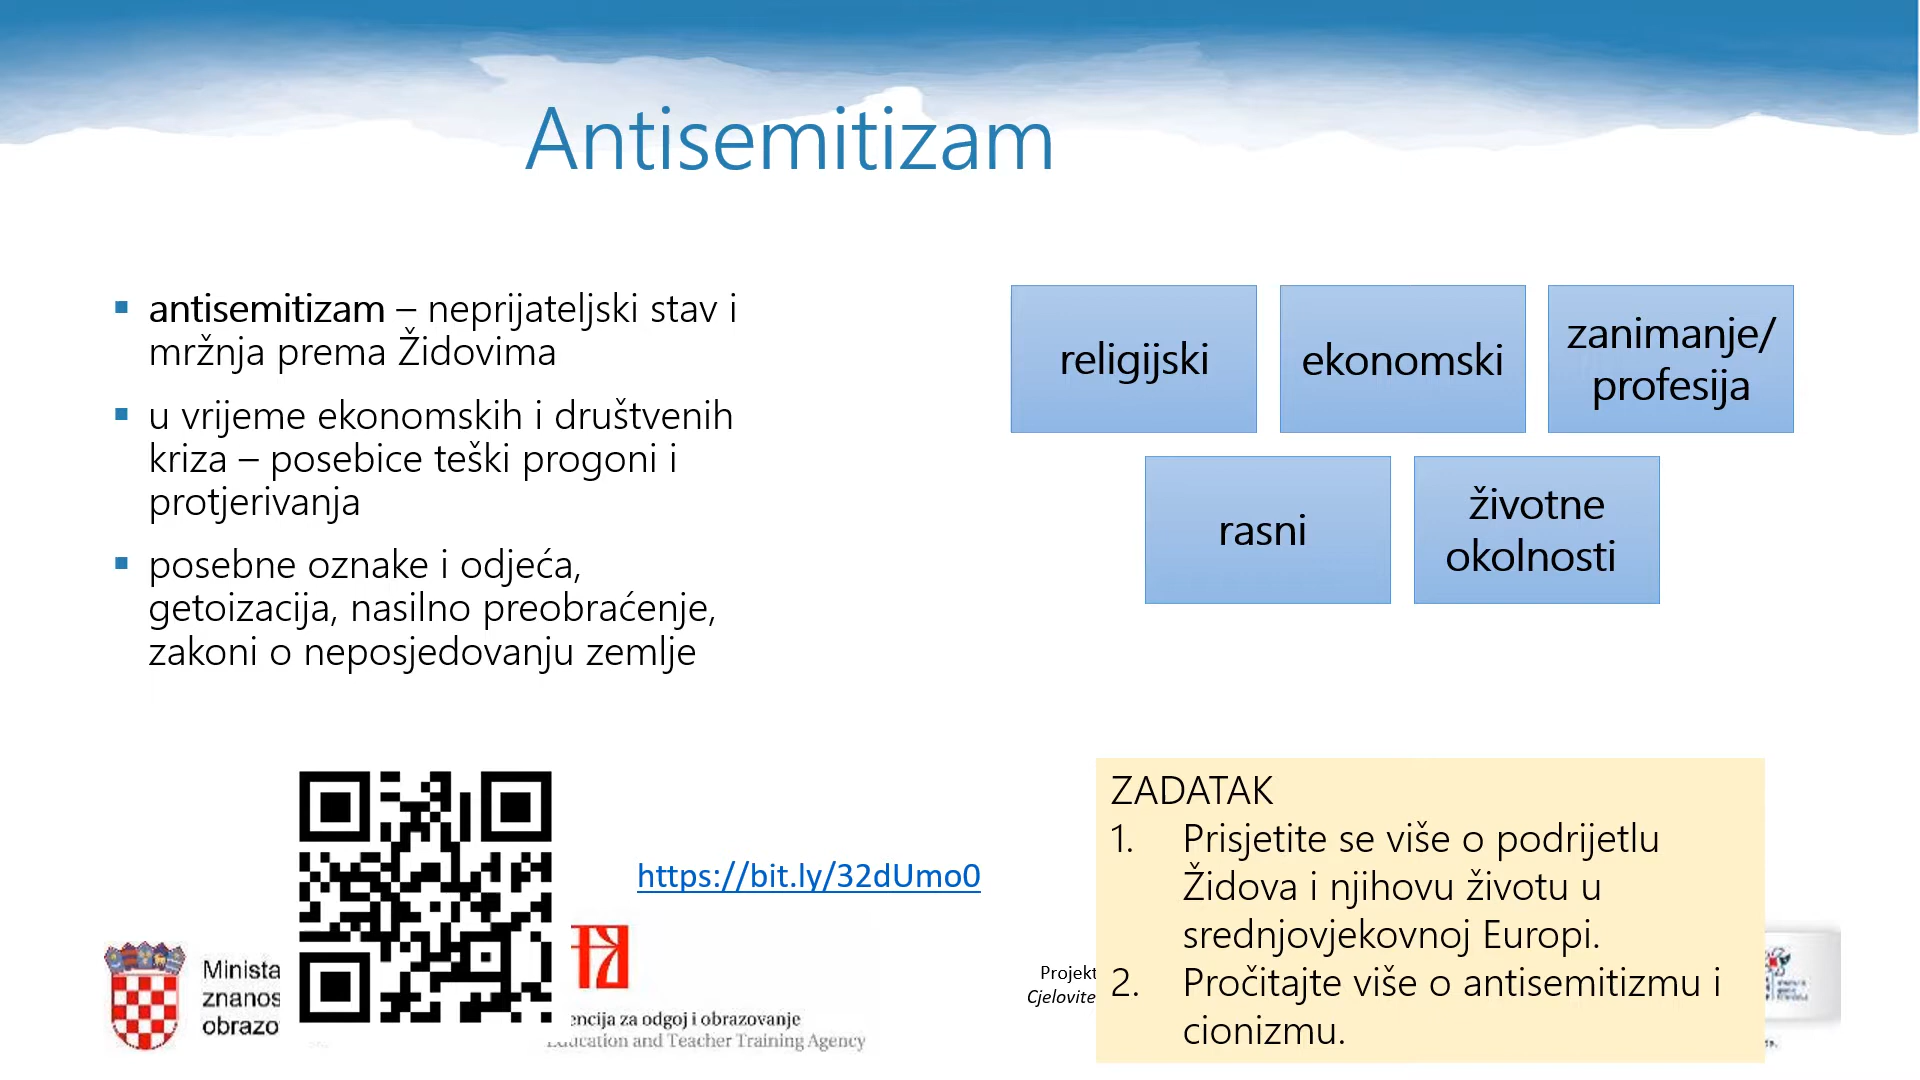 Antisemitizam
antisemitizam – neprijateljski stav i
mržnja prema Židovima
u vrijeme ekonomskih i društvenih
kriza – posebice teški progoni i
protjerivanja
posebne oznake i odjeća,
getoizacija, nasilno preobraćenje,
zakoni o neposjedovanju zemlje
religijski
ekonomski
zanimanje/
profesija
rasni
životne
okolnosti
https://bit.ly/32dUmo0
ZADATAK
1. Prisjetite se više o podrijetlu
Židova i njihovu životu u
srednjovjekovnoj Europi.
2. Pročitajte više o antisemitizmu i
cionizmu.
Minista
znanos
obrazo
encija za odgoj i obrazovanje
Education and Teacher Training Agency
Projekt
Cjelovite